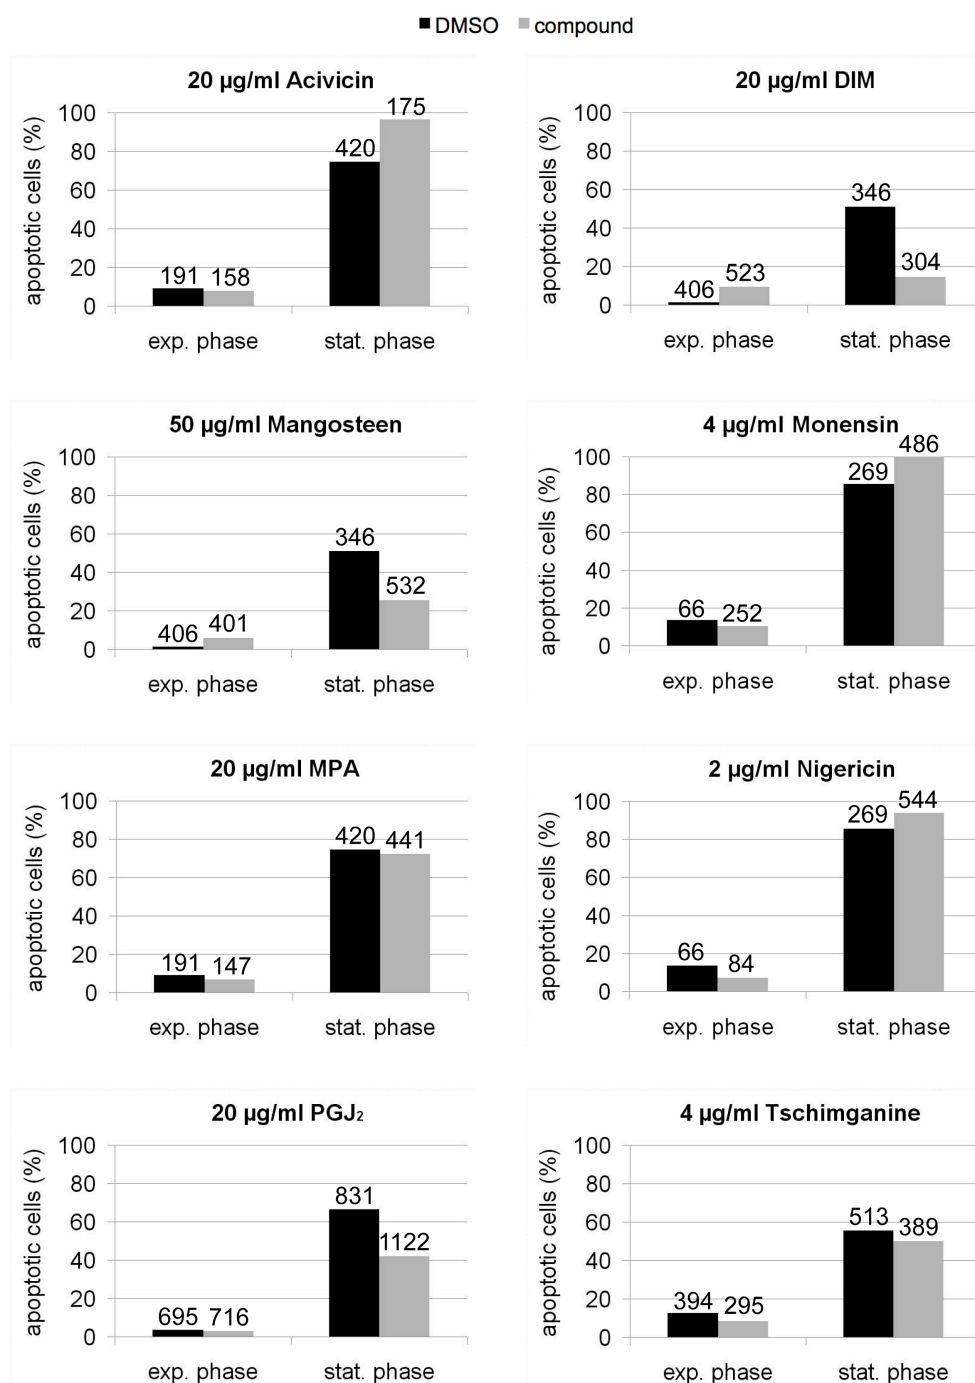 DMSO compound
20 µg/ml Acivicin
apoptotic cells (%)
100
80
60
40
20
0
191 158
420
175
exp. phase stat. phase
20 µg/ml DIM
apoptotic cells (%)
100
80
60
40
20
0
406
523
346
304
exp. phase stat. phase
50 µg/ml Mangosteen
apoptotic cells (%)
100
80
60
40
20
0
406
401
346
532
exp. phase stat. phase
4 µg/ml Monensin
apoptotic cells (%)
100
80
60
40
20
0
66 252
269
486
exp. phase stat. phase
20 µg/ml MPA
apoptotic cells (%)
100
80
60
40
20
0
191 147
420 441
exp. phase stat. phase
2 µg/ml Nigericin
apoptotic cells (%)
100
80
60
40
20
0
66
84
269
544
exp. phase stat. phase
20 µg/ml PGJ₂
apoptotic cells (%)
100
80
60
40
20
0
695 716
831
1122
exp. phase stat. phase
4 µg/ml Tschimganine
apoptotic cells (%)
100
80
60
40
20
0
394 295
513
389
exp. phase stat. phase